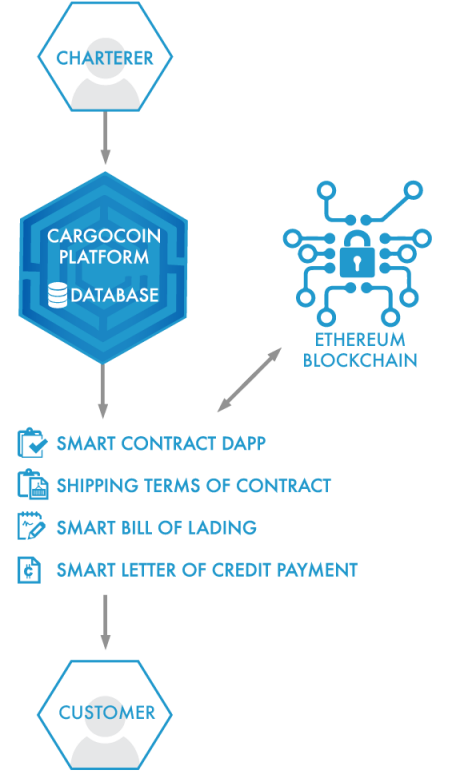 CHARTERER
CARGOCOIN
PLATFORM
DATABASE
ETHEREUM
BLOCKCHAIN
SMART CONTRACT DAPP
SHIPPING TERMS OF CONTRACT
SMART BILL OF LADING
SMART LETTER OF CREDIT PAYMENT
CUSTOMER